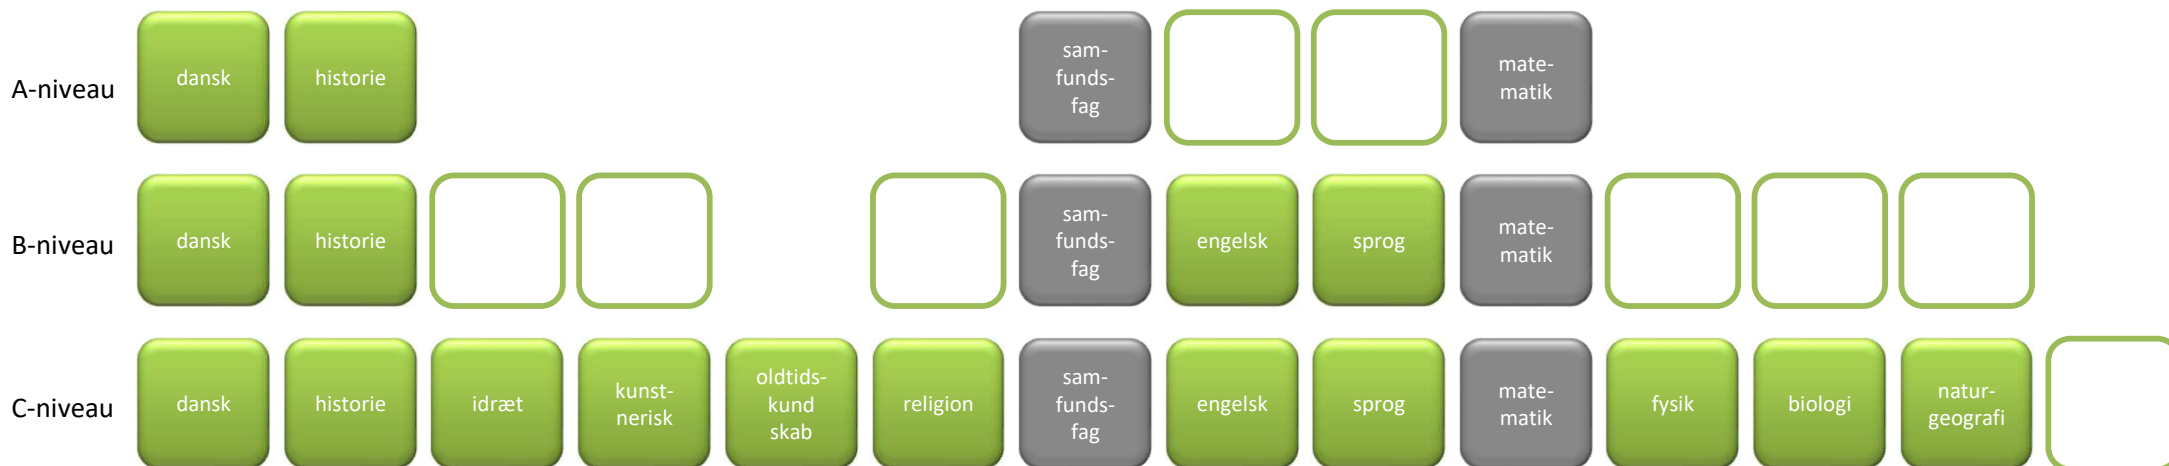 A-niveau
dansk
historie
sam-
funds-
fag
mate-
matik
B-niveau
dansk
historie
sam-
funds-
fag
engelsk
sprog
mate-
matik
C-niveau
dansk
historie
idræt
kunst-
nerisk
oldtids-
kund
skab
religion
sam-
funds-
fag
engelsk
sprog
mate-
matik
fysik
biologi
natur-
geografi